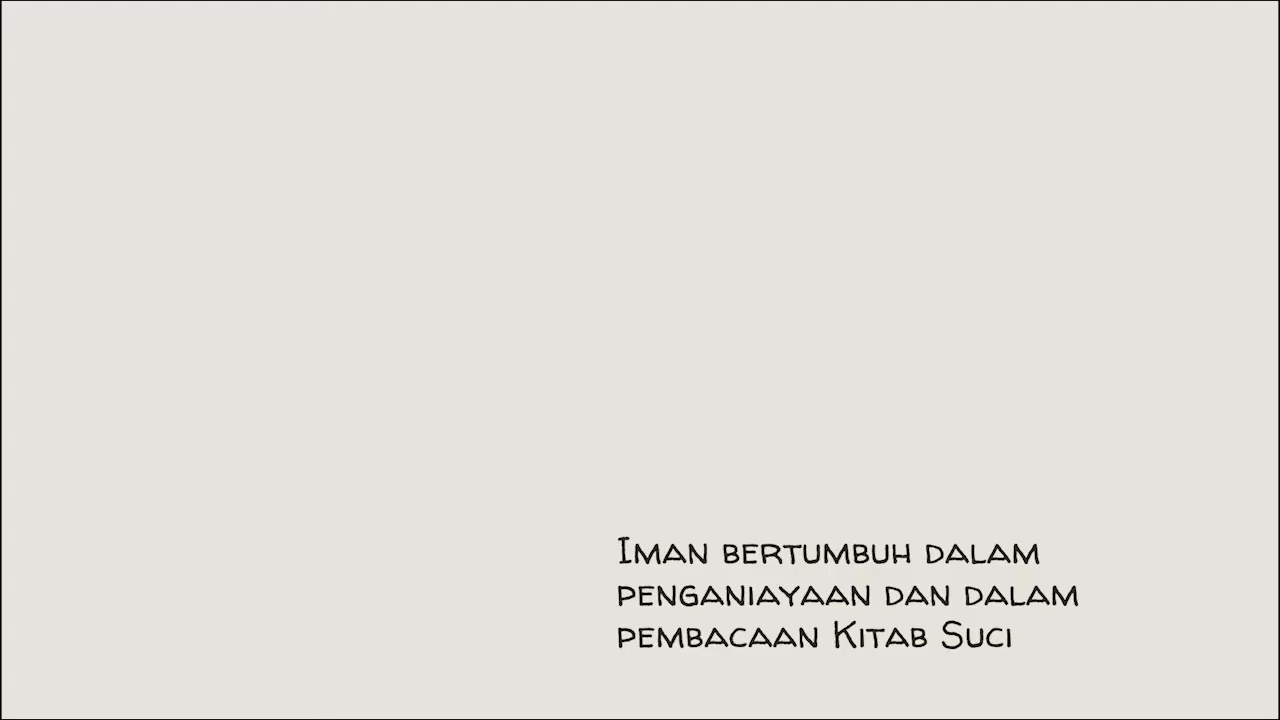 Iman bertumbuh dalam
penganiayaan dan dalam
pembacaan Kitab Suci